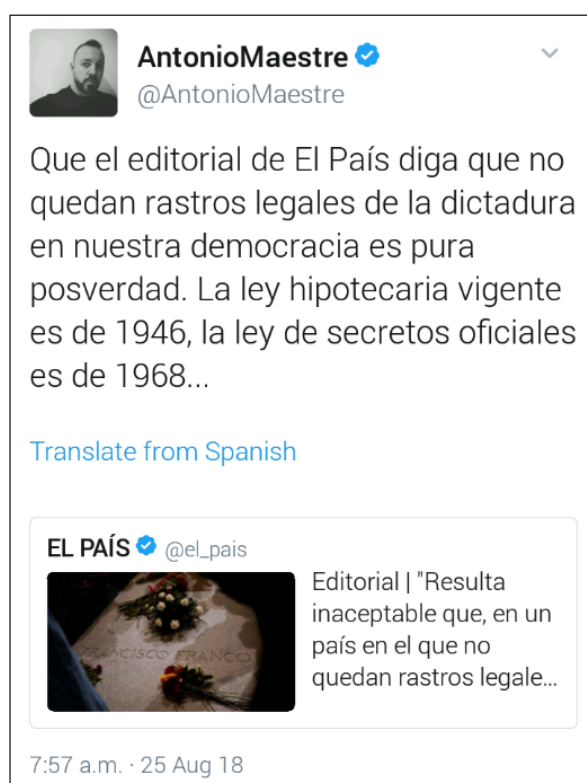 AntonioMaestre
@AntonioMaestre
Que el editorial de El País diga que no
quedan rastros legales de la dictadura
en nuestra democracia es pura
posverdad. La ley hipotecaria vigente
es de 1946, la ley de secretos oficiales
es de 1968...
Translate from Spanish
EL PAÍS @el_pais
Editorial | "Resulta
inaceptable que, en un
país en el que no
quedan rastros legale...
FRANCISCO FRANCO
7:57 a.m. · 25 Aug 18